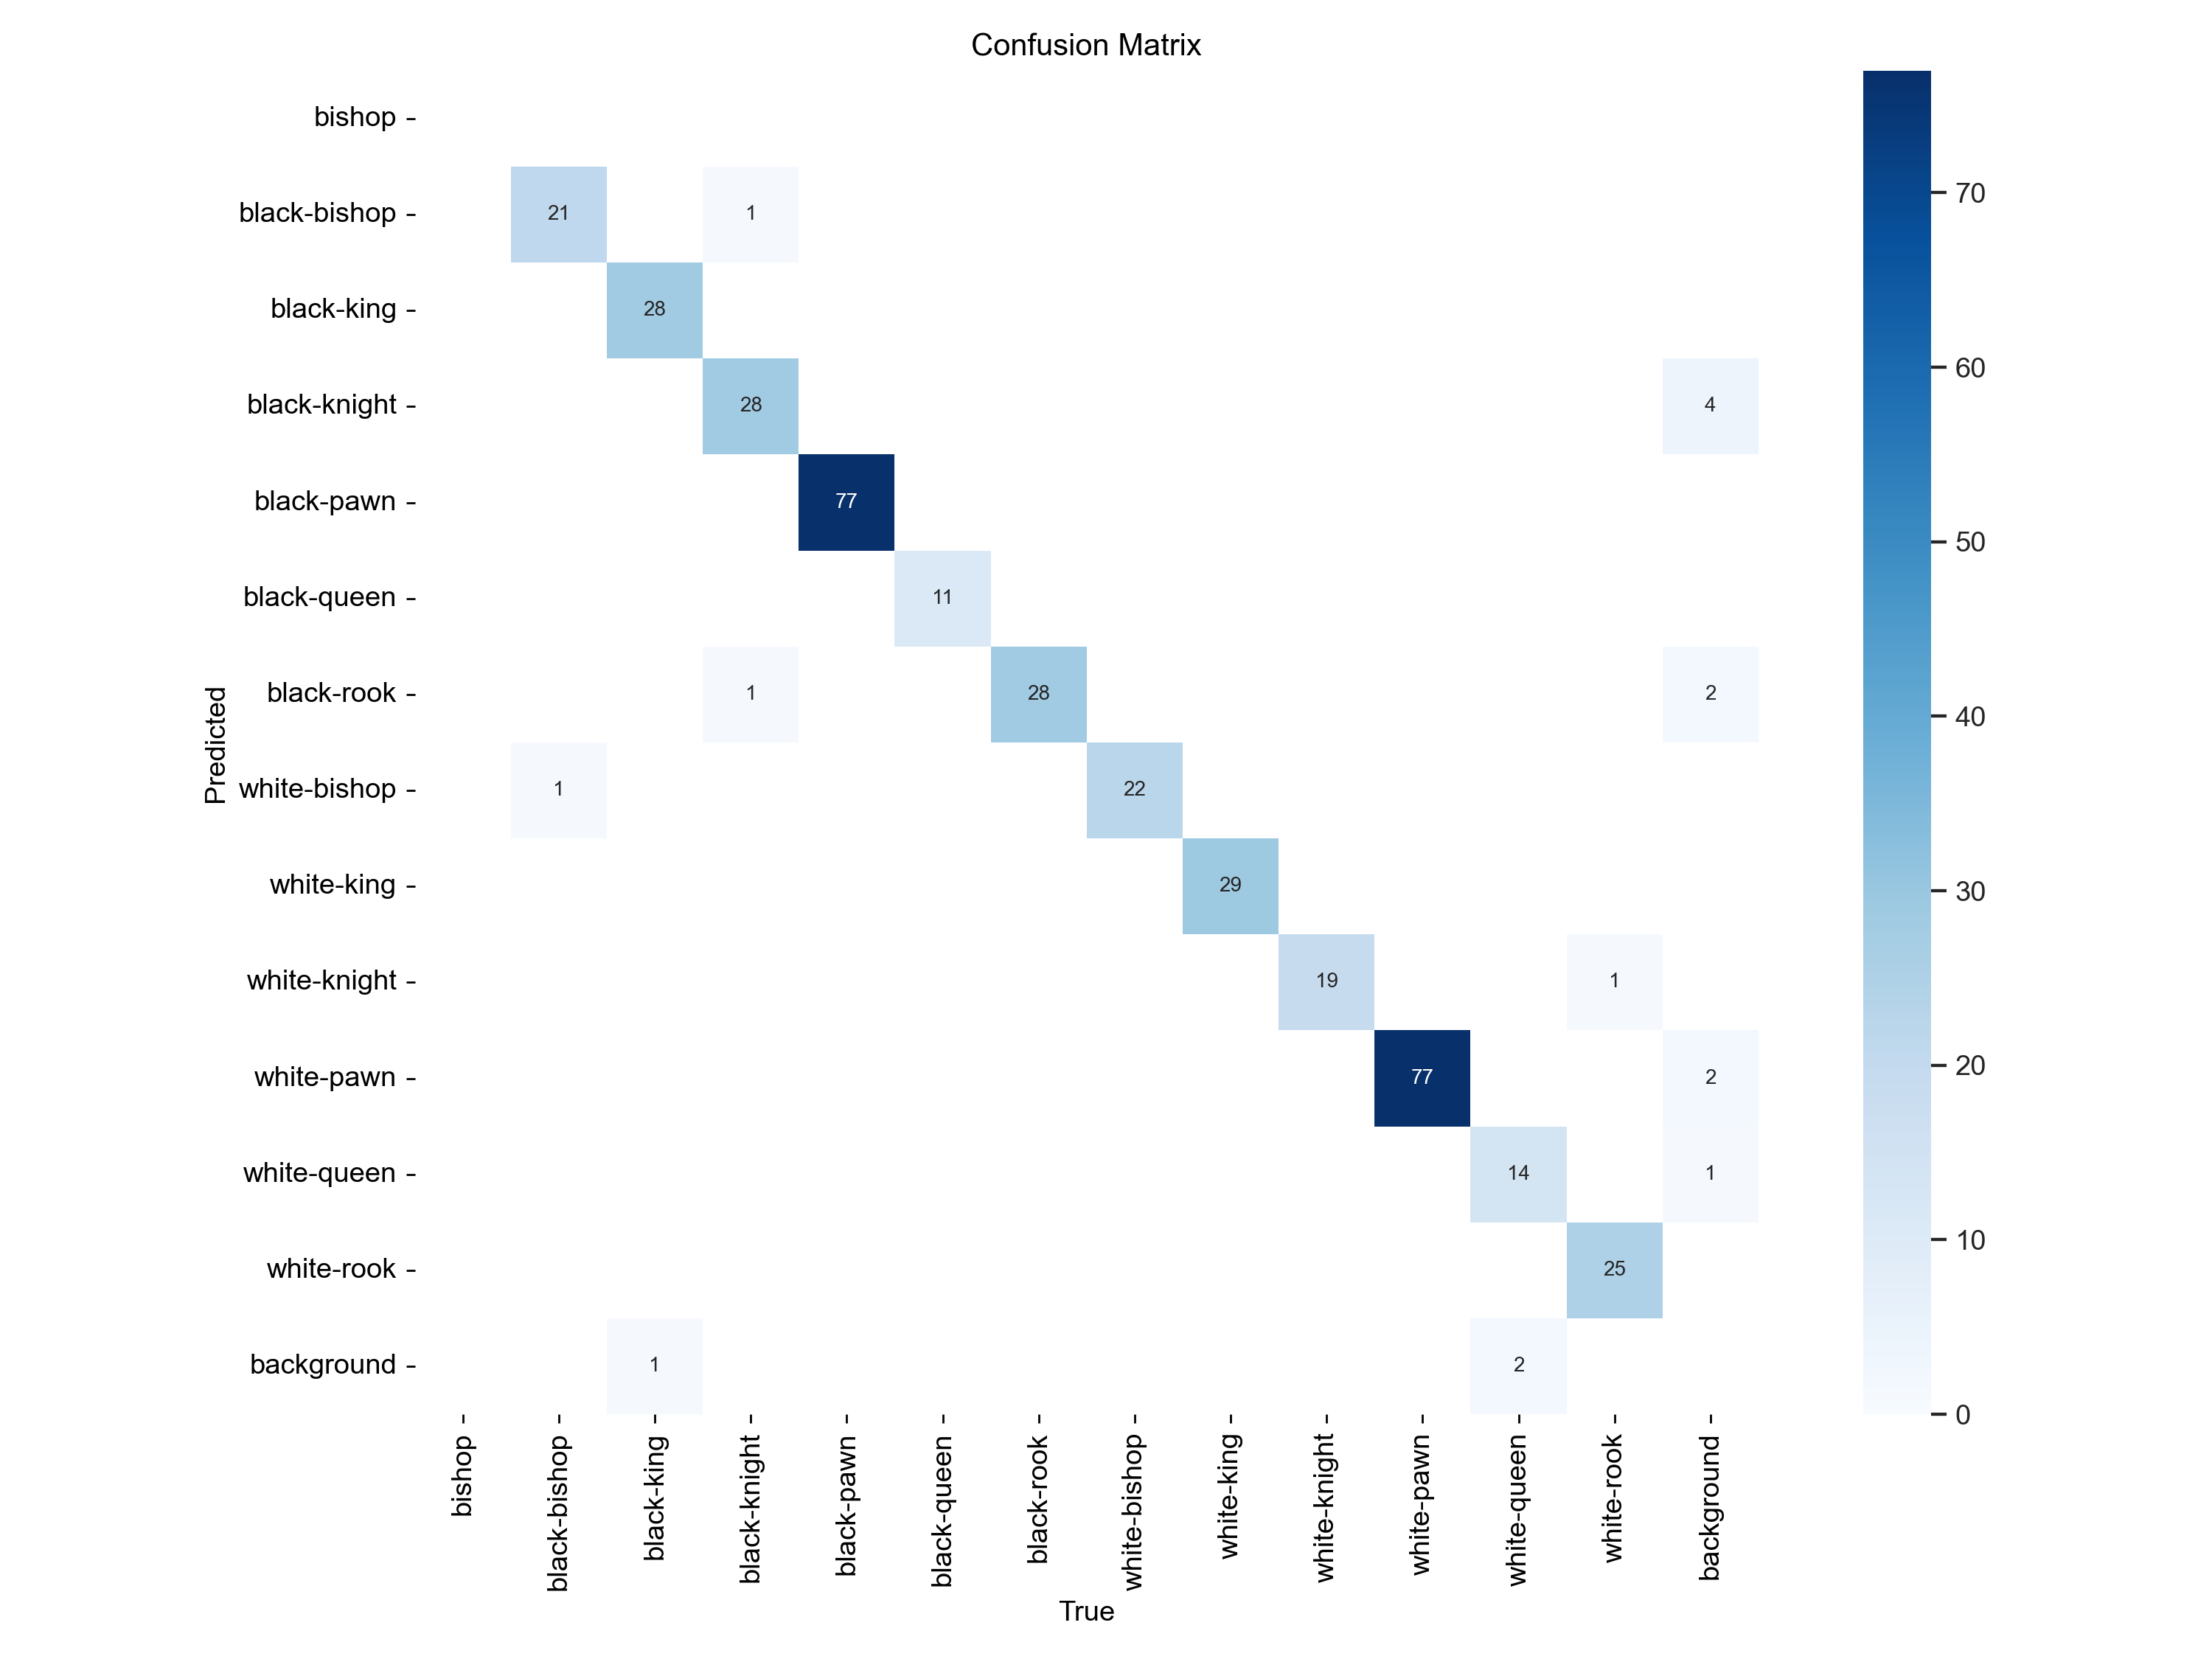 Confusion Matrix
bishop
black-bishop 21 1
black-king 28
black-knight 28 4
black-pawn 77
black-queen 11
black-rook 1 28 2
white-bishop 1 22
white-king 29
white-knight 19 1
white-pawn 77 2
white-queen 14 1
white-rook 25
background 1 2
Predicted
bishop
black-bishop
black-king
black-knight
black-pawn
black-queen
black-rook
white-bishop
white-king
white-knight
white-pawn
white-queen
white-rook
background
True
70
60
50
40
30
20
10
0